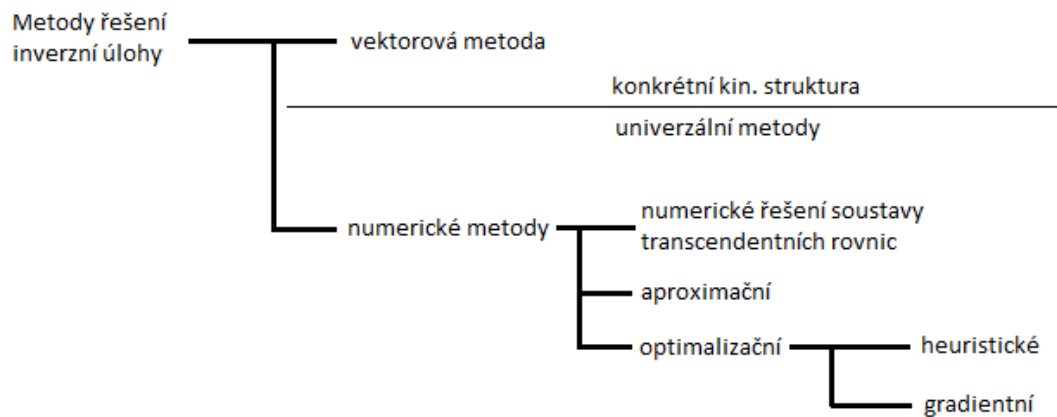 Metody řešení
inverzní úlohy
vektorová metoda
konkrétní kin. struktura
univerzální metody
numerické metody
numerické řešení soustavy
transcendentních rovnic
aproximační
optimalizační
heuristické
gradientní